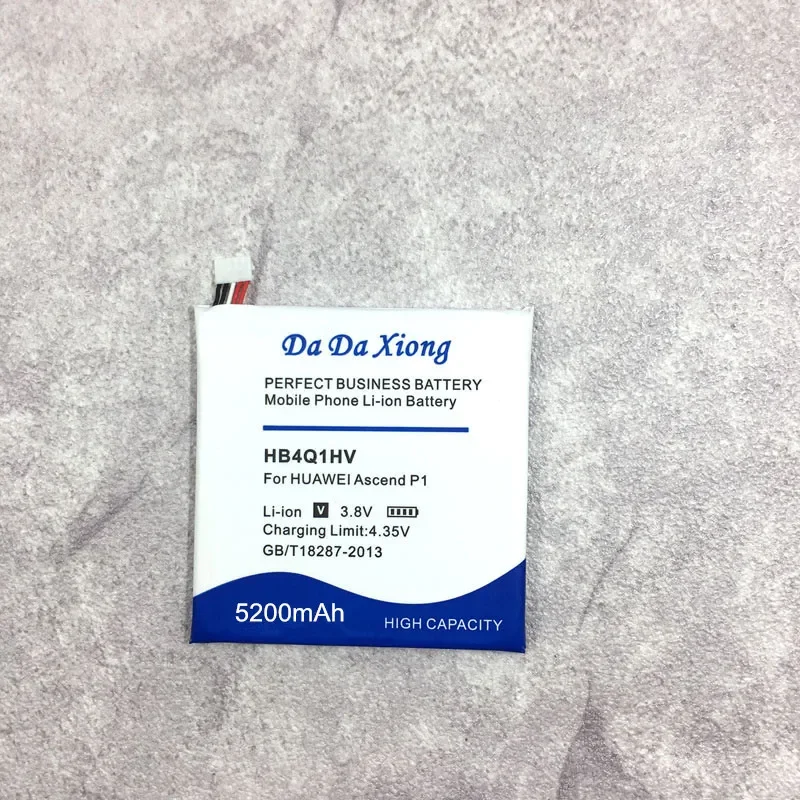 Da Da Xiong
PERFECT BUSINESS BATTERY
Mobile Phone Li-ion Battery
HB4Q1HV
For HUAWEI Ascend P1
Li-ion V 3.8V
Charging Limit:4.35V
GB/T18287-2013
5200mAh
HIGH CAPACITY